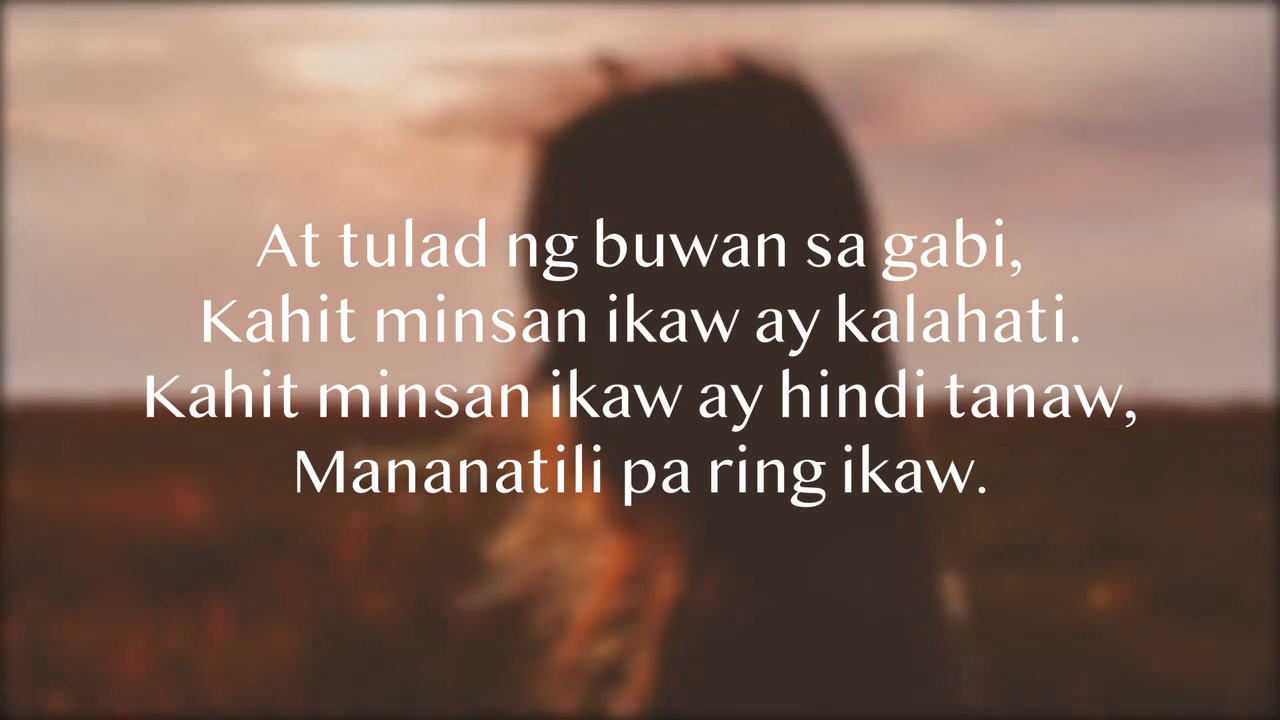 At tulad ng buwan sa gabi,
Kahit minsan ikaw ay kalahati.
Kahit minsan ikaw ay hindi tanaw,
Mananatili pa ring ikaw.